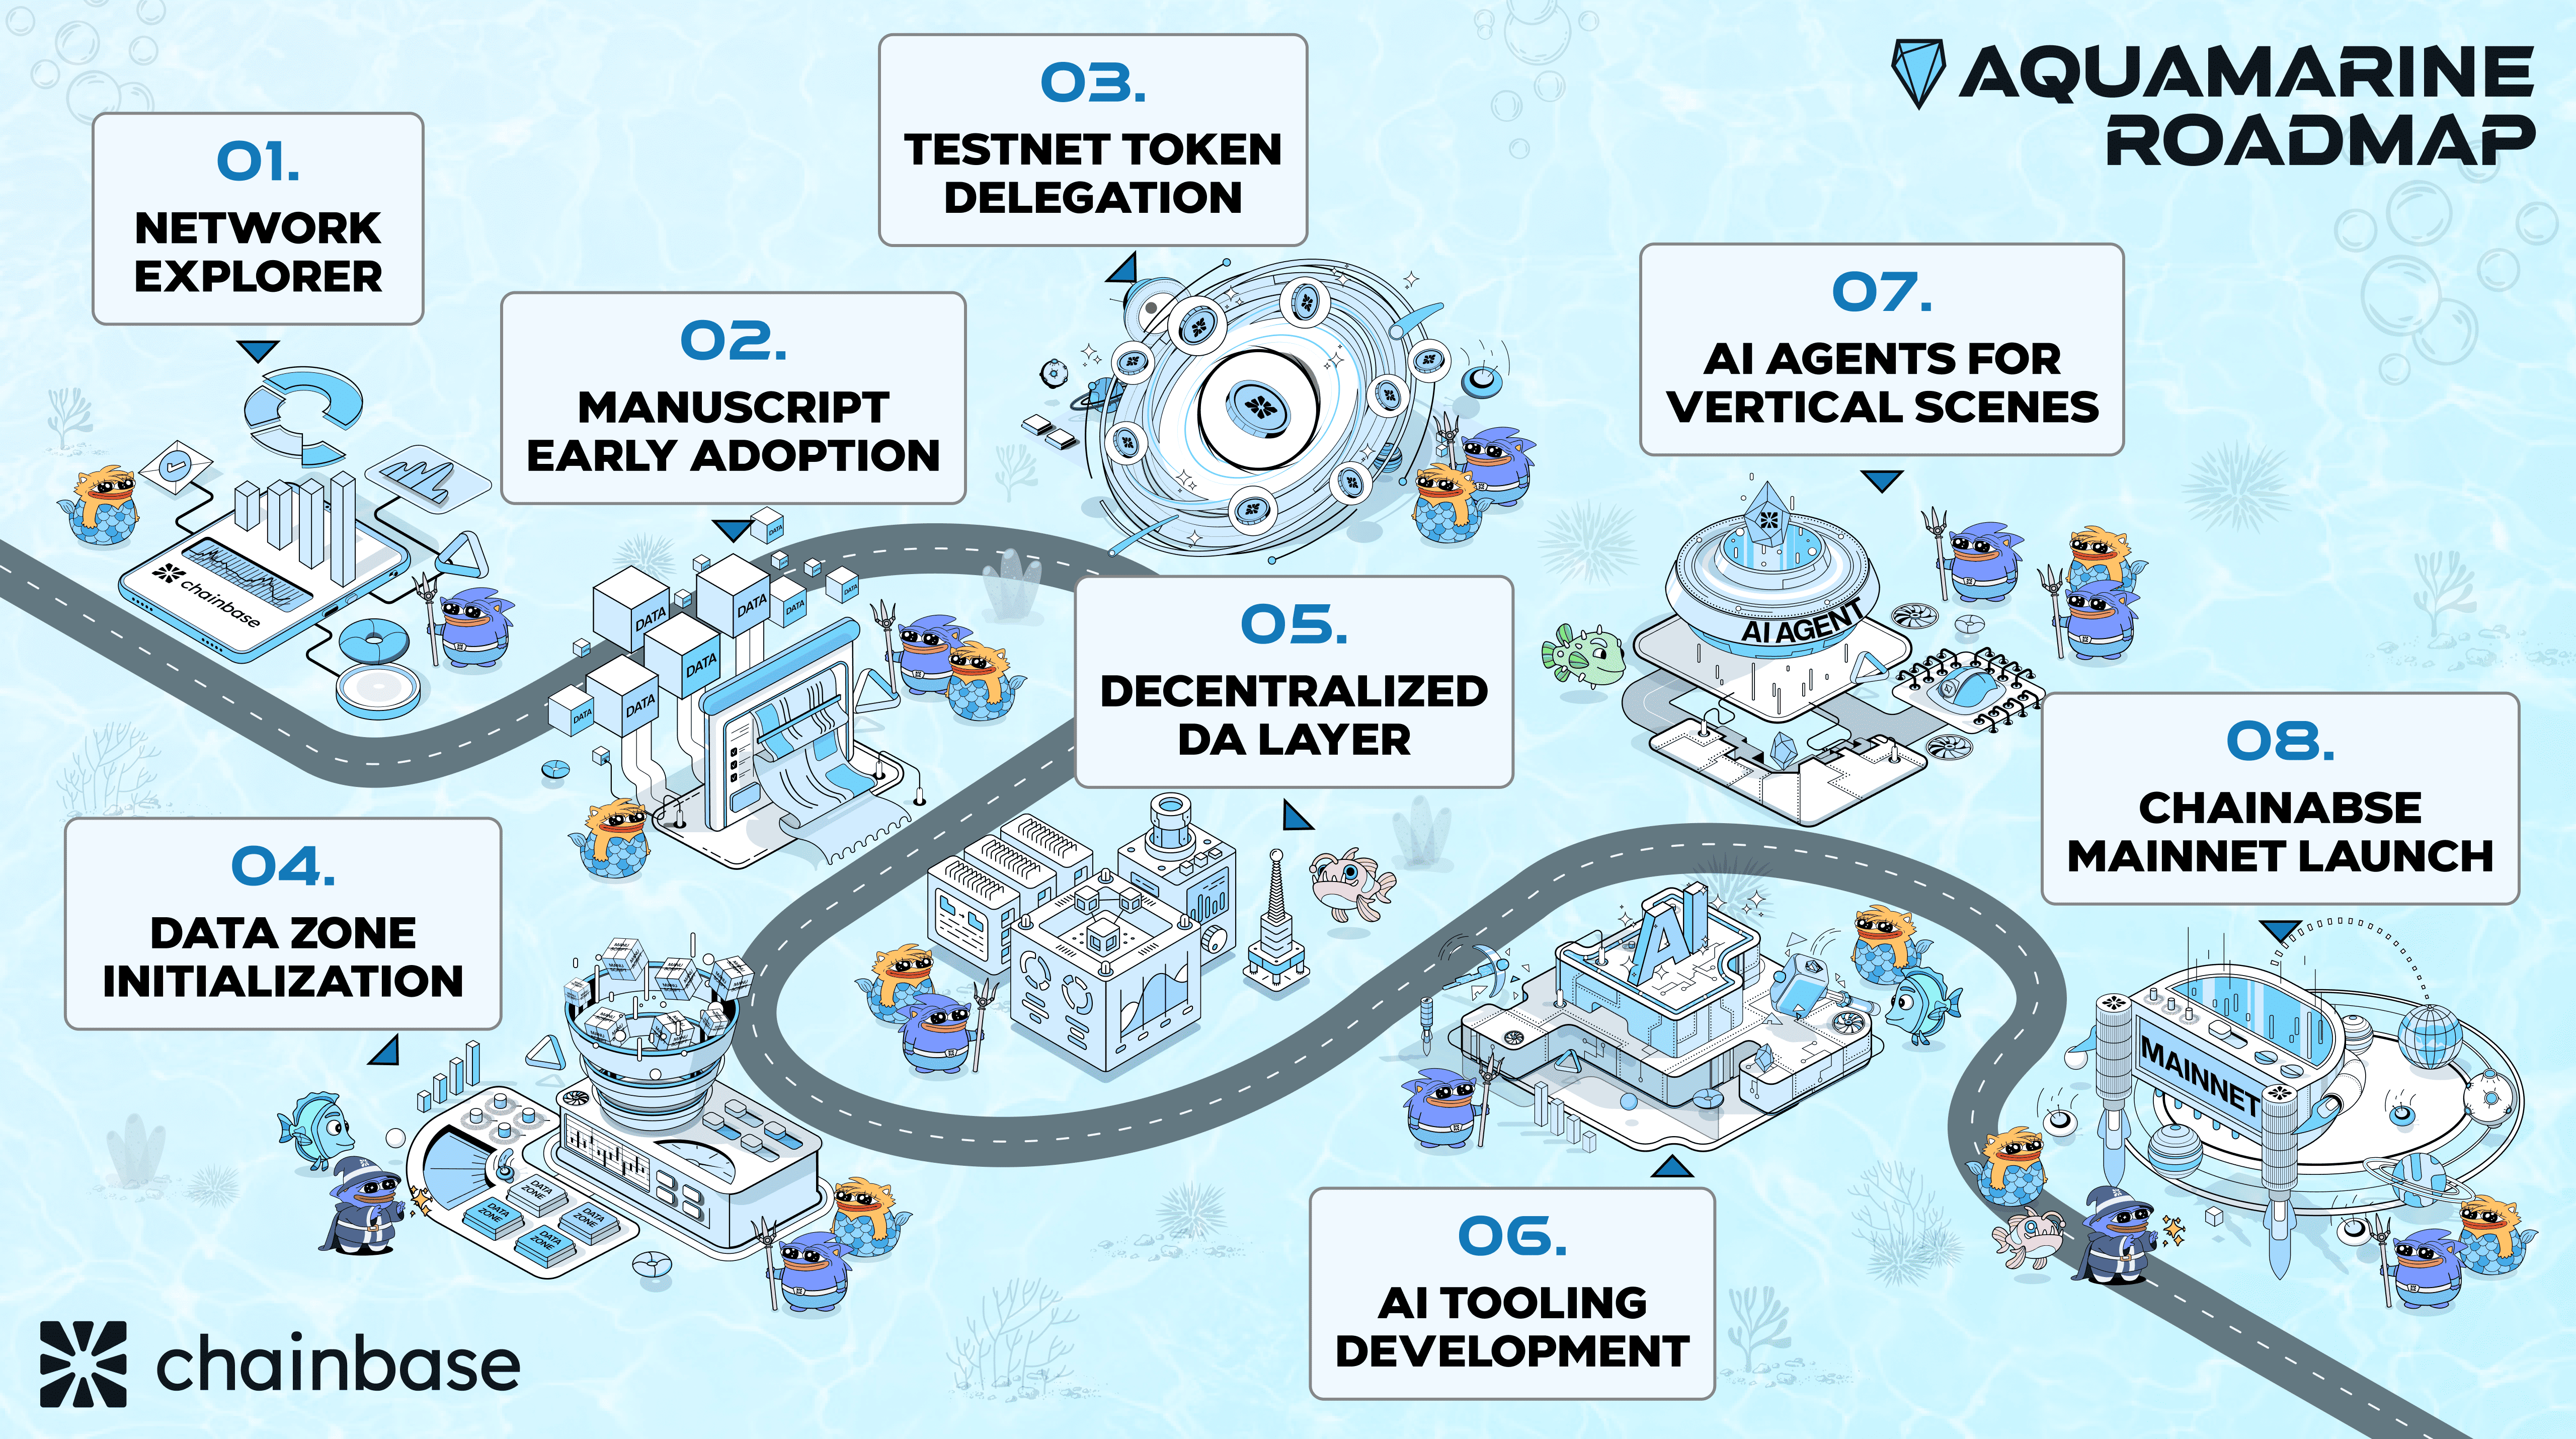 AQUAMARINE
ROADMAP
01.
NETWORK
EXPLORER
chainbase
02.
MANUSCRIPT
EARLY ADOPTION
DATA
DATA
DATA
DATA
DATA
DATA
DATA
DATA
03.
TESTNET TOKEN
DELEGATION
04.
DATA ZONE
INITIALIZATION
DATA
ZONE
DATA
ZONE
DATA
ZONE
DATA
ZONE
05.
DECENTRALIZED
DA LAYER
06.
AI TOOLING
DEVELOPMENT
AI
07.
AI AGENTS FOR
VERTICAL SCENES
AI AGENT
08.
CHAINABSE
MAINNET LAUNCH
MAINNET
chainbase